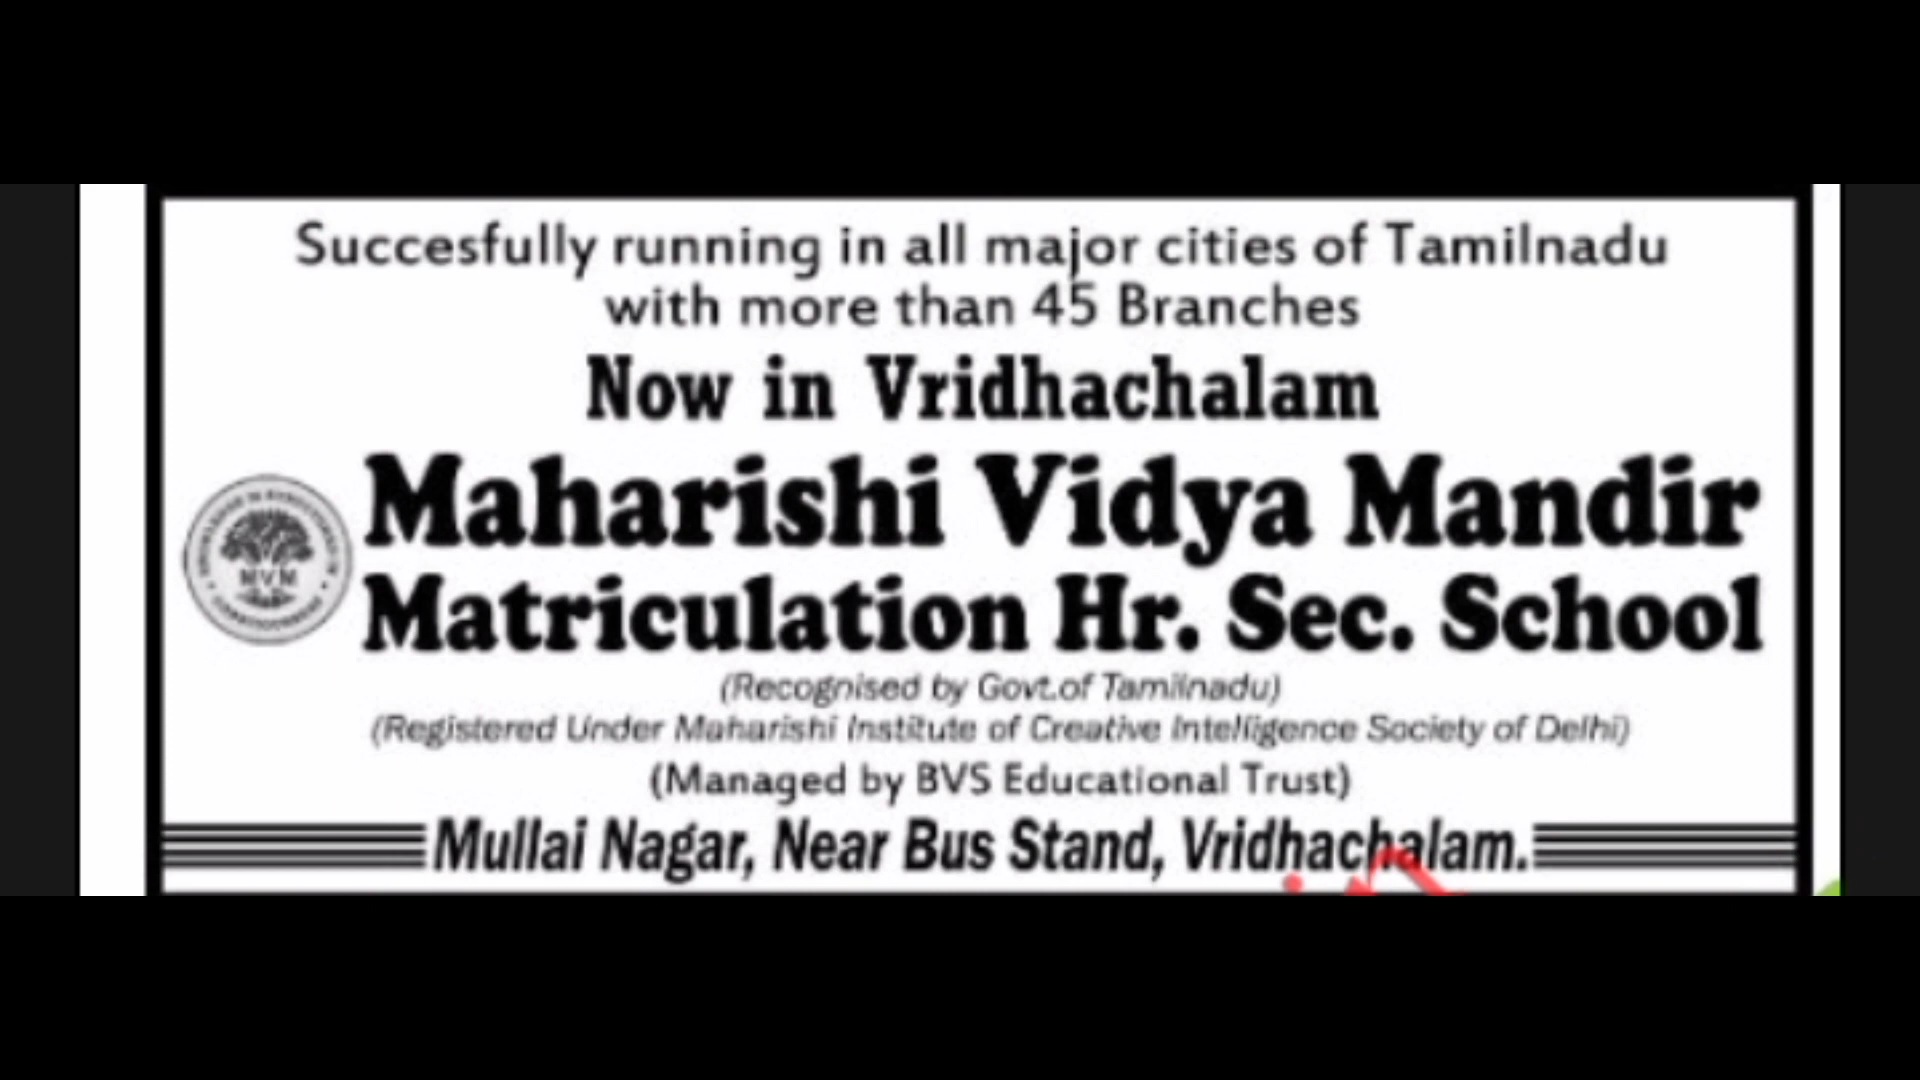 Succesfully running in all major cities of Tamilnadu
with more than 45 Branches
Now in Vridhachalam
Maharishi Vidya Mandir
MVM
Matriculation Hr. Sec. School
(Recognised by Govt.of Tamilnadu)
(Registered Under Maharishi Institute of Creative Intelligence Society of Delhi)
(Managed by BVS Educational Trust)
Mullai Nagar, Near Bus Stand, Vridhachalam.
in